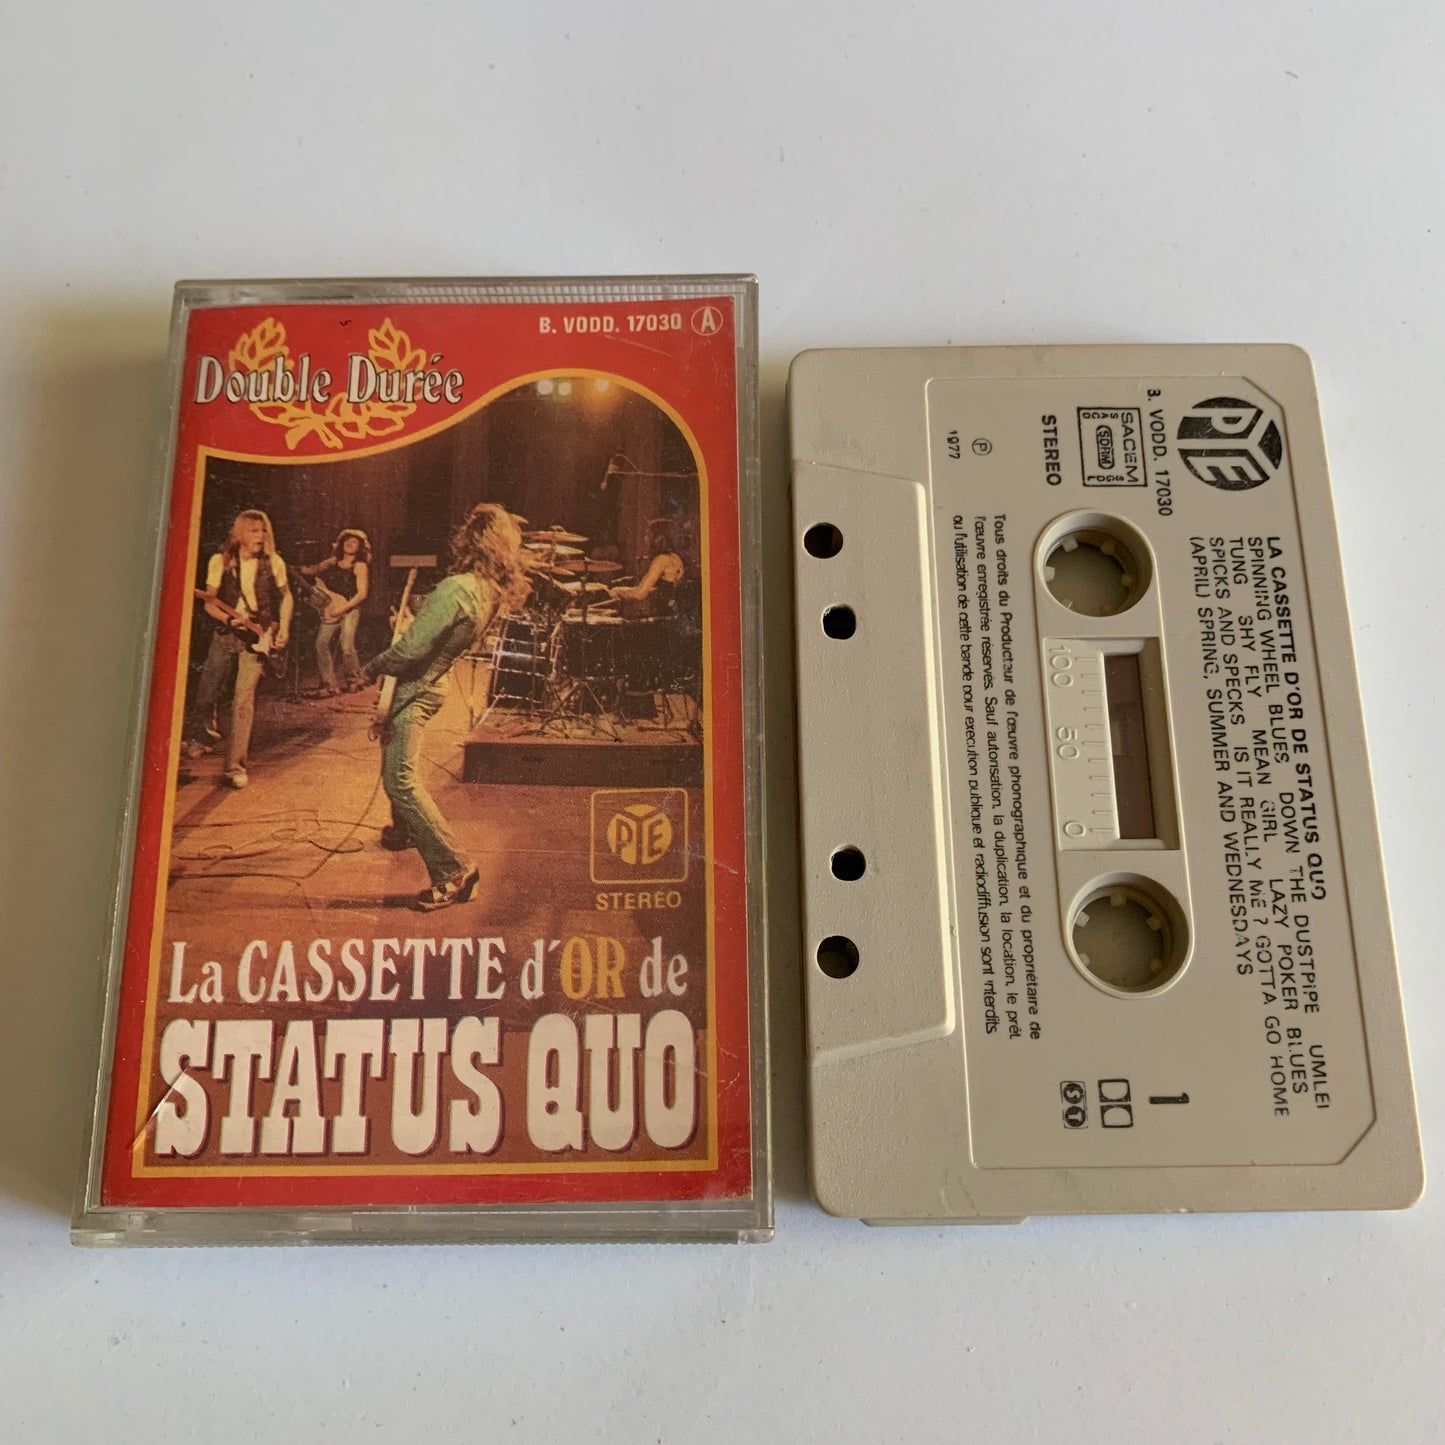 B. VODD. 17030 A
Double Durée
PYE
STEREO
La CASSETTE d'OR de
STATUS QUO
PYE
B. VODD. 17030
SACEM
SDRM
STEREO
℗
1977
LA CASSETTE D'OR DE STATUS QUO
SPINNING WHEEL BLUES DOWN THE DUSTPIPE UMLEI
TUNG SHY FLY MEAN GIRL LAZY POKER BLUES
SPICKS AND SPECKS IS IT REALLY ME ? GOTTA GO HOME
(APRIL) SPRING, SUMMER AND WEDNESDAYS
100 50 0
Tous droits du Producteur de l'œuvre phonographique et du propriétaire de
l'œuvre enregistrée réservés. Sauf autorisation, la duplication, la location, le prêt
ou l'utilisation de cette bande pour exécution publique et radiodiffusion sont interdits
1